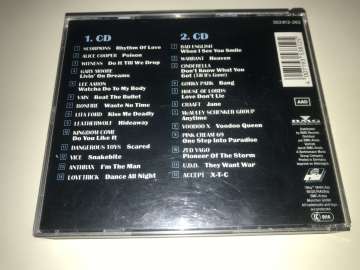 1. CD
SCORPIONS Rhythm Of Love
ALICE COOPER Poison
WITNESS Do It Till We Drop
GARY MOORE
Livin' On Dreams
LEE AARON
Watcha Do To My Body
VAIN Beat The Bullet
BONFIRE Waste No Time
LITA FORD Kiss Me Deadly
LEATHERWOLF Hideaway
KINGDOM COME
Do You Like It
DANGEROUS TOYS Scared
VICE Snakebite
ANTHRAX I'm The Man
LOVE TRICK Dance All Night
2. CD
BAD ENGLISH
When I See You Smile
WARRANT Heaven
CINDERELLA
Don't Know What You
Got (Till It's Gone)
GORKY PARK Bang
HOUSE OF LORDS
Love Don't Lie
CRAFT Jane
McAULEY SCHENKER GROUP
Anytime
VOODOO X Voodoo Queen
PINK CREAM 69
One Step Into Paradise
JED YAGO
Pioneer Of The Storm
U.D.O. They Want War
ACCEPT X-T-C
AAD
BMG